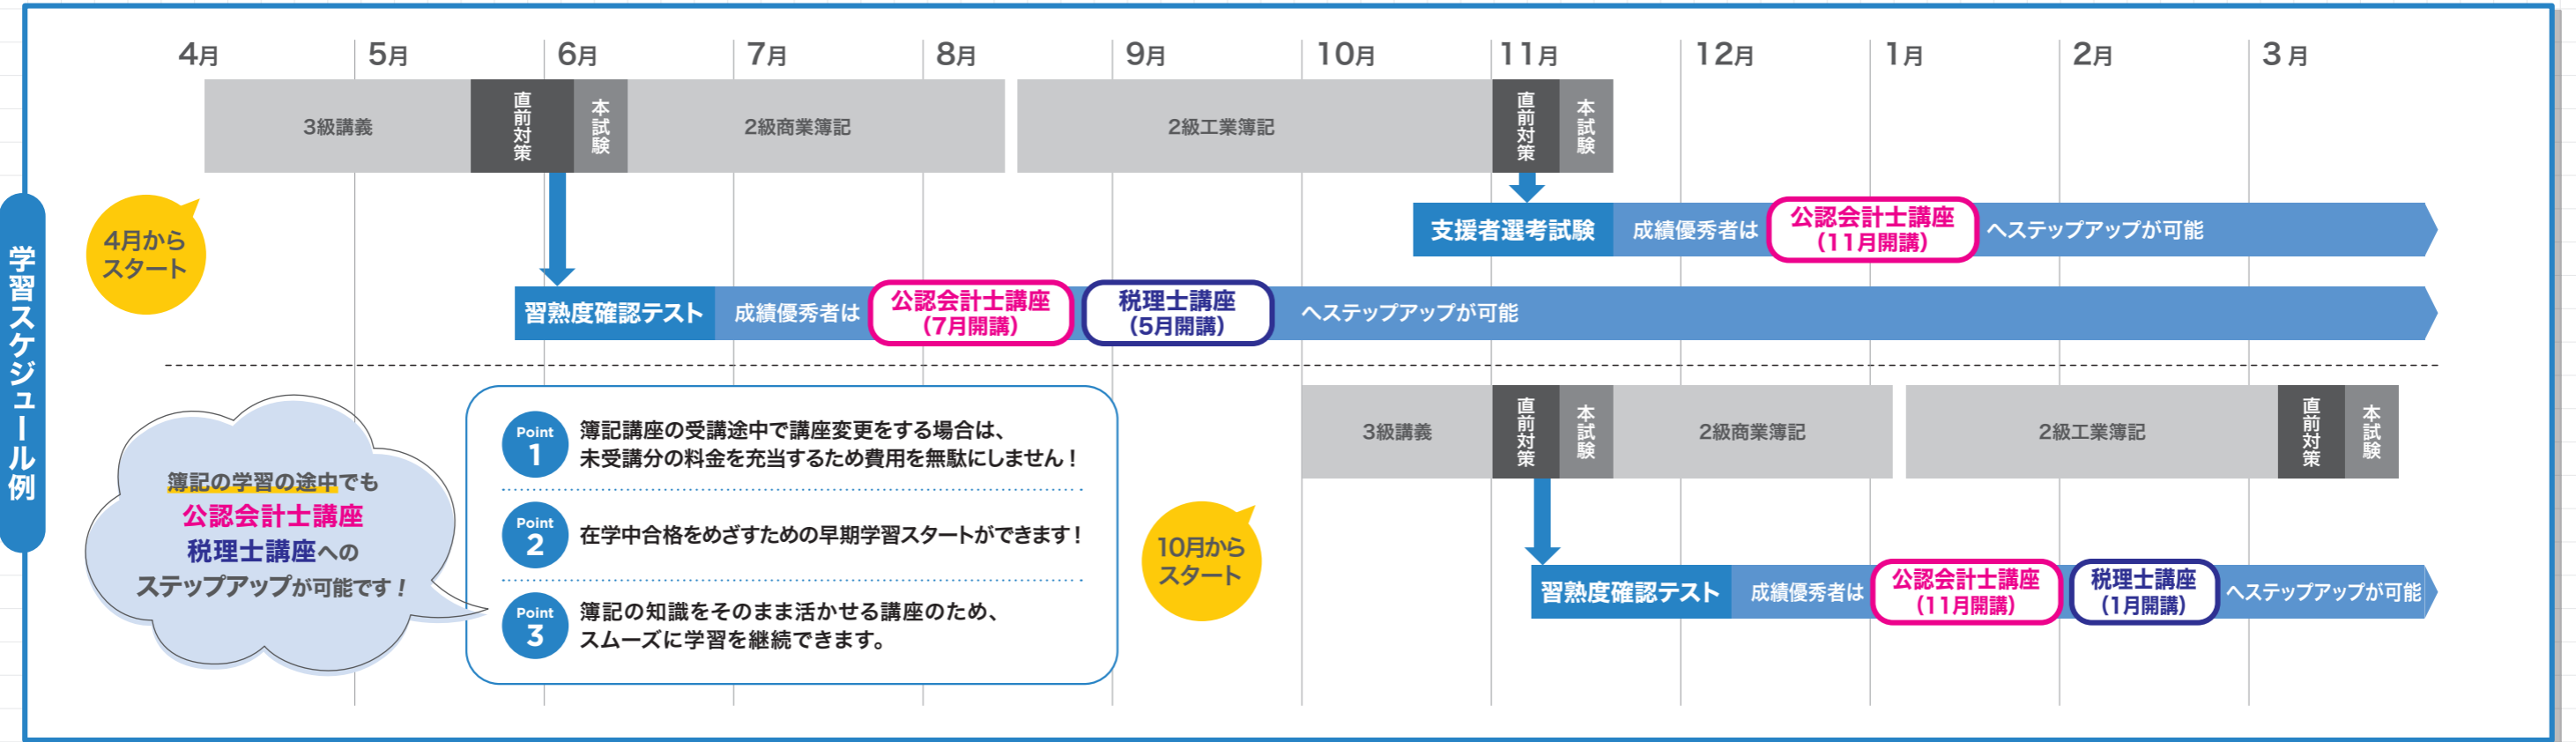 学習スケジュール例
4月
5月
6月
7月
8月
9月
10月
11月
12月
1月
2月
3月
4月から
スタート
3級講義
直前対策
本試験
2級商業簿記
2級工業簿記
直前対策
本試験
支援者選考試験
成績優秀者は
公認会計士講座
(11月開講)
へステップアップが可能
習熟度確認テスト
成績優秀者は
公認会計士講座
(7月開講)
税理士講座
(5月開講)
へステップアップが可能
簿記の学習の途中でも
公認会計士講座
税理士講座への
ステップアップが可能です！
Point
1
簿記講座の受講途中で講座変更をする場合は、
未受講分の料金を充当するため費用を無駄にしません！
Point
2
在学中合格をめざすための早期学習スタートができます！
Point
3
簿記の知識をそのまま活かせる講座のため、
スムーズに学習を継続できます。
10月から
スタート
3級講義
直前対策
本試験
2級商業簿記
2級工業簿記
直前対策
本試験
習熟度確認テスト
成績優秀者は
公認会計士講座
(11月開講)
税理士講座
(1月開講)
へステップアップが可能